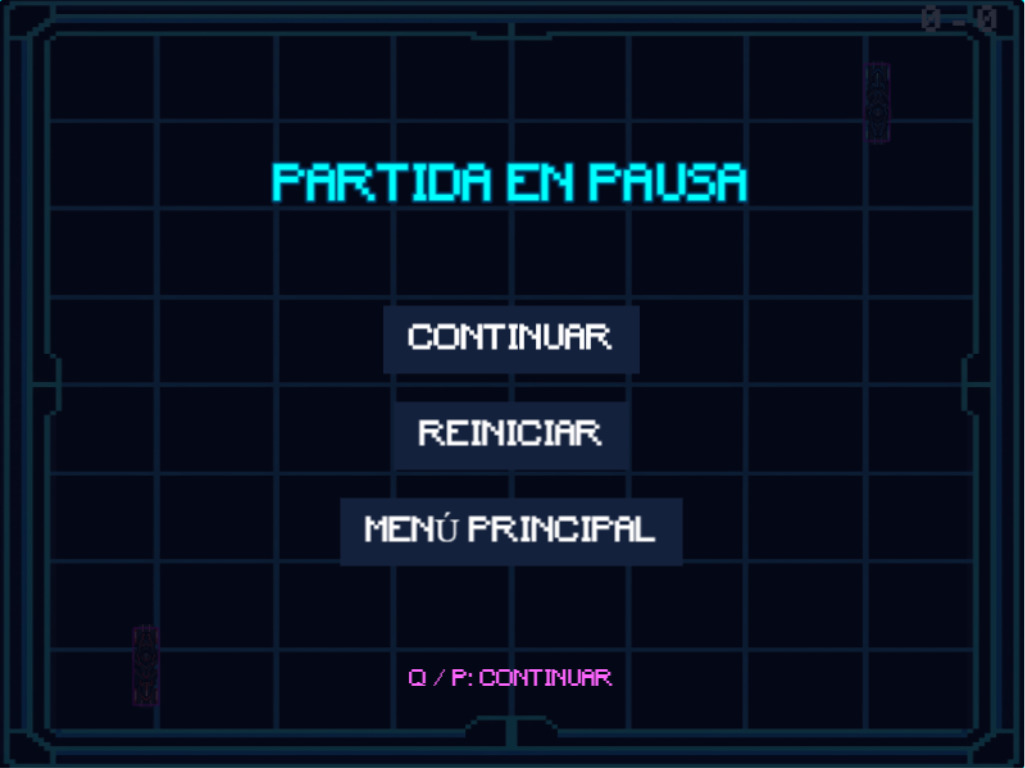 0 - 0
PARTIDA EN PAUSA
CONTINUAR
REINICIAR
MENÚ PRINCIPAL
Q / P: CONTINUAR